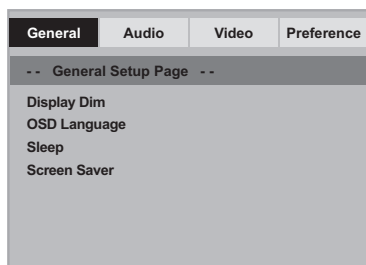 General Audio Video Preference
- - General Setup Page - -
Display Dim
OSD Language
Sleep
Screen Saver